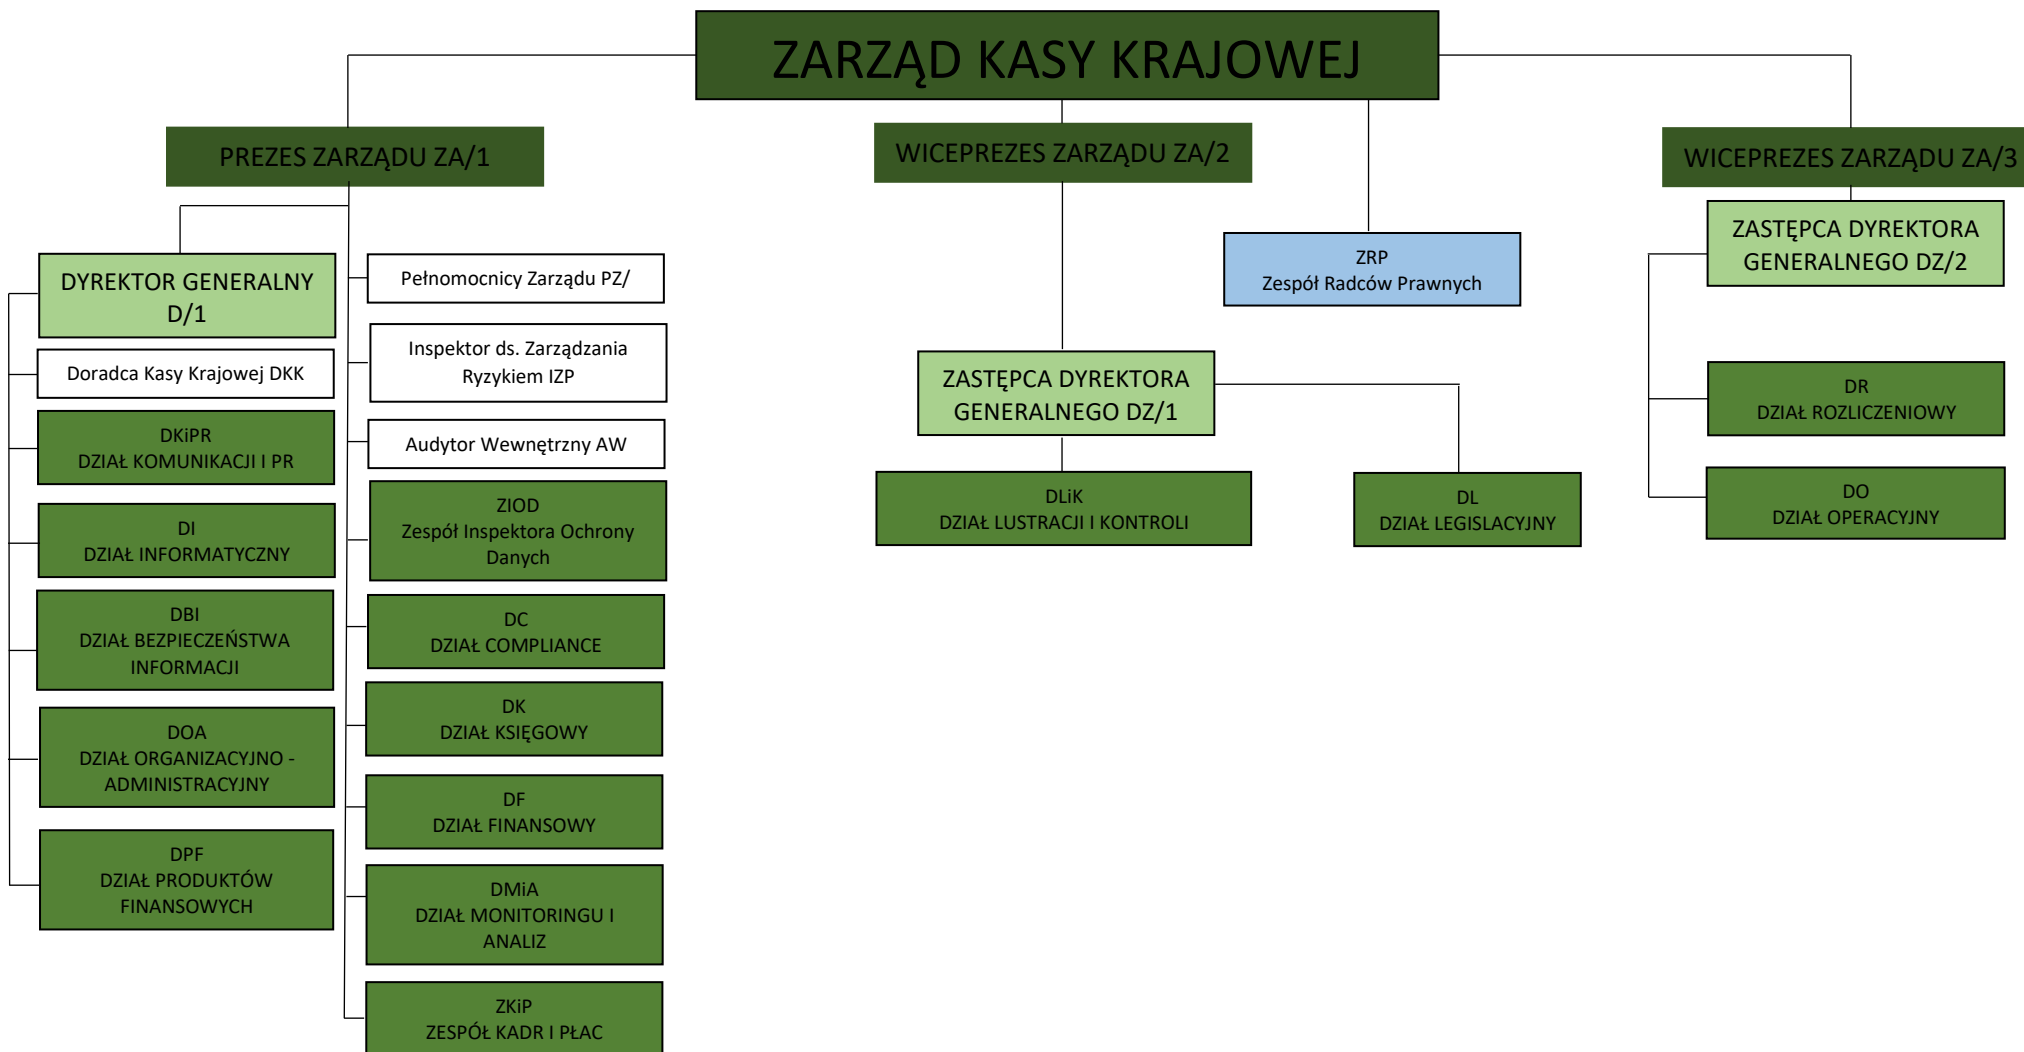 ZARZĄD KASY KRAJOWEJ
PREZES ZARZĄDU ZA/1
WICEPREZES ZARZĄDU ZA/2
WICEPREZES ZARZĄDU ZA/3
DYREKTOR GENERALNY
D/1
Doradca Kasy Krajowej DKK
DKiPR
DZIAŁ KOMUNIKACJI I PR
DI
DZIAŁ INFORMATYCZNY
DBI
DZIAŁ BEZPIECZEŃSTWA
INFORMACJI
DOA
DZIAŁ ORGANIZACYJNO -
ADMINISTRACYJNY
DPF
DZIAŁ PRODUKTÓW
FINANSOWYCH
Pełnomocnicy Zarządu PZ/
Inspektor ds. Zarządzania
Ryzykiem IZP
Audytor Wewnętrzny AW
ZIOD
Zespół Inspektora Ochrony
Danych
DC
DZIAŁ COMPLIANCE
DK
DZIAŁ KSIĘGOWY
DF
DZIAŁ FINANSOWY
DMiA
DZIAŁ MONITORINGU I
ANALIZ
ZKiP
ZESPÓŁ KADR I PŁAC
ZASTĘPCA DYREKTORA
GENERALNEGO DZ/1
DLiK
DZIAŁ LUSTRACJI I KONTROLI
DL
DZIAŁ LEGISLACYJNY
ZRP
Zespół Radców Prawnych
ZASTĘPCA DYREKTORA
GENERALNEGO DZ/2
DR
DZIAŁ ROZLICZENIOWY
DO
DZIAŁ OPERACYJNY